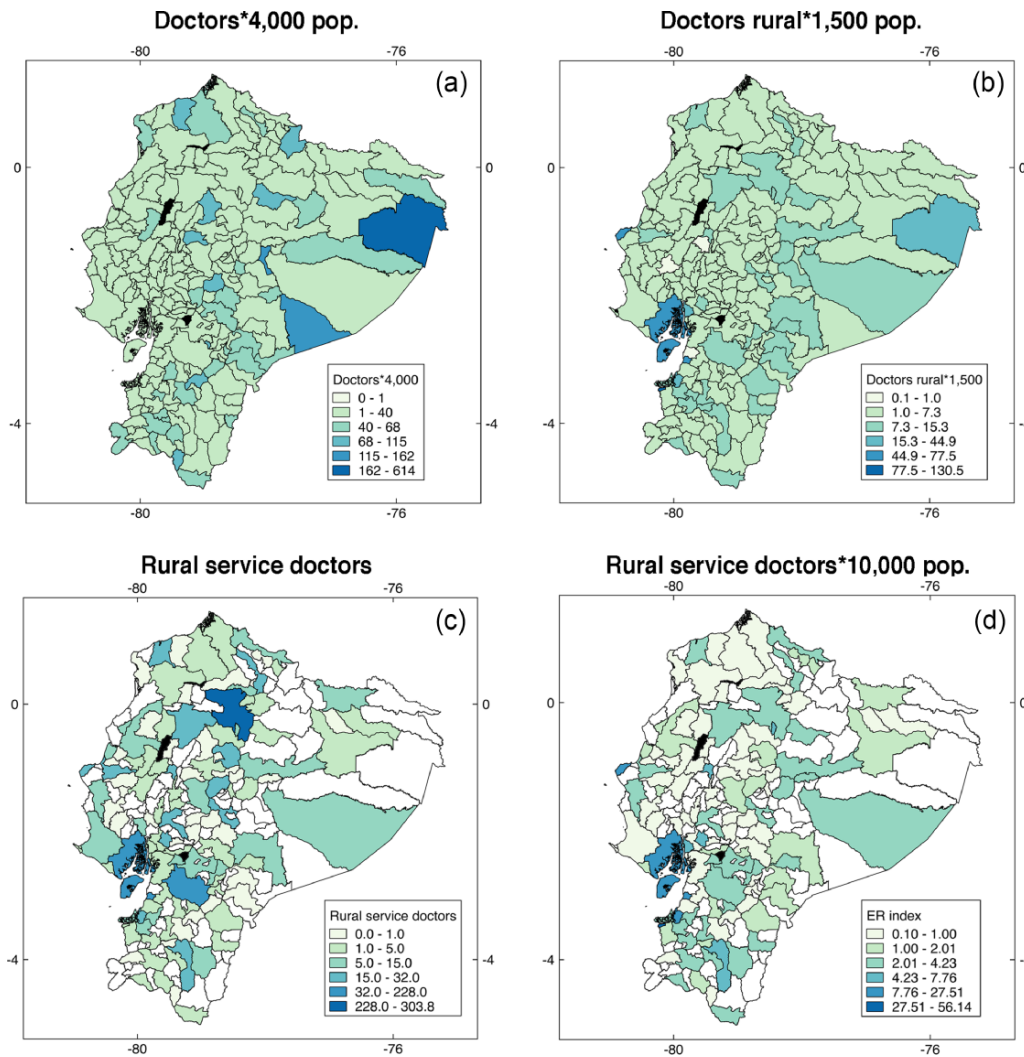 Doctors*4,000 pop.
-80
-76
(a)
0
0
Doctors*4,000
0 - 1
1 - 40
40 - 68
68 - 115
115 - 162
162 - 614
-4
-4
-80
-76
Doctors rural*1,500 pop.
-80
-76
(b)
0
0
Doctors rural*1,500
0.1 - 1.0
1.0 - 7.3
7.3 - 15.3
15.3 - 44.9
44.9 - 77.5
77.5 - 130.5
-4
-4
-80
-76
Rural service doctors
-80
-76
(c)
0
0
Rural service doctors
0.0 - 1.0
1.0 - 5.0
5.0 - 15.0
15.0 - 32.0
32.0 - 228.0
228.0 - 303.8
-4
-4
-80
-76
Rural service doctors*10,000 pop.
-80
-76
(d)
0
0
ER index
0.10 - 1.00
1.00 - 2.01
2.01 - 4.23
4.23 - 7.76
7.76 - 27.51
27.51 - 56.14
-4
-4
-80
-76